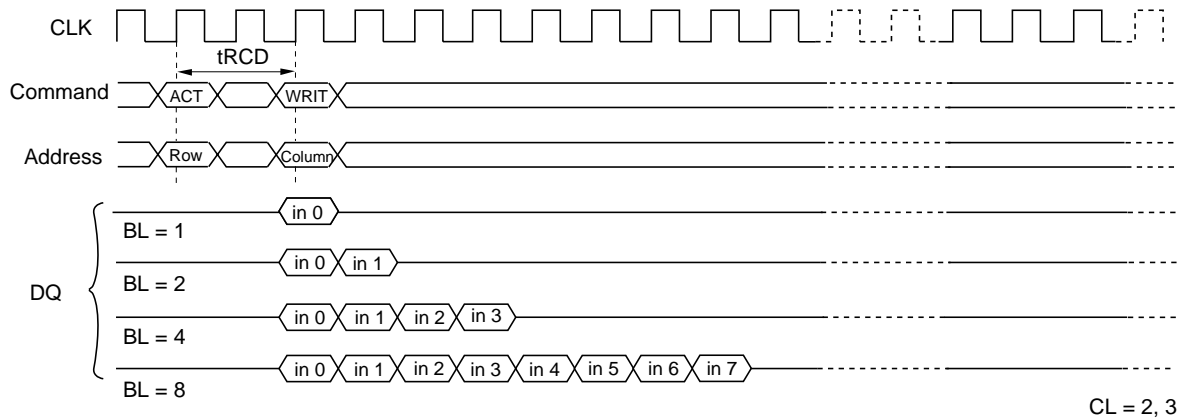 CLK
tRCD
Command ACT WRIT
Address Row Column
in 0
BL = 1
in 0 in 1
BL = 2
DQ
in 0 in 1 in 2 in 3
BL = 4
in 0 in 1 in 2 in 3 in 4 in 5 in 6 in 7
BL = 8
CL = 2, 3